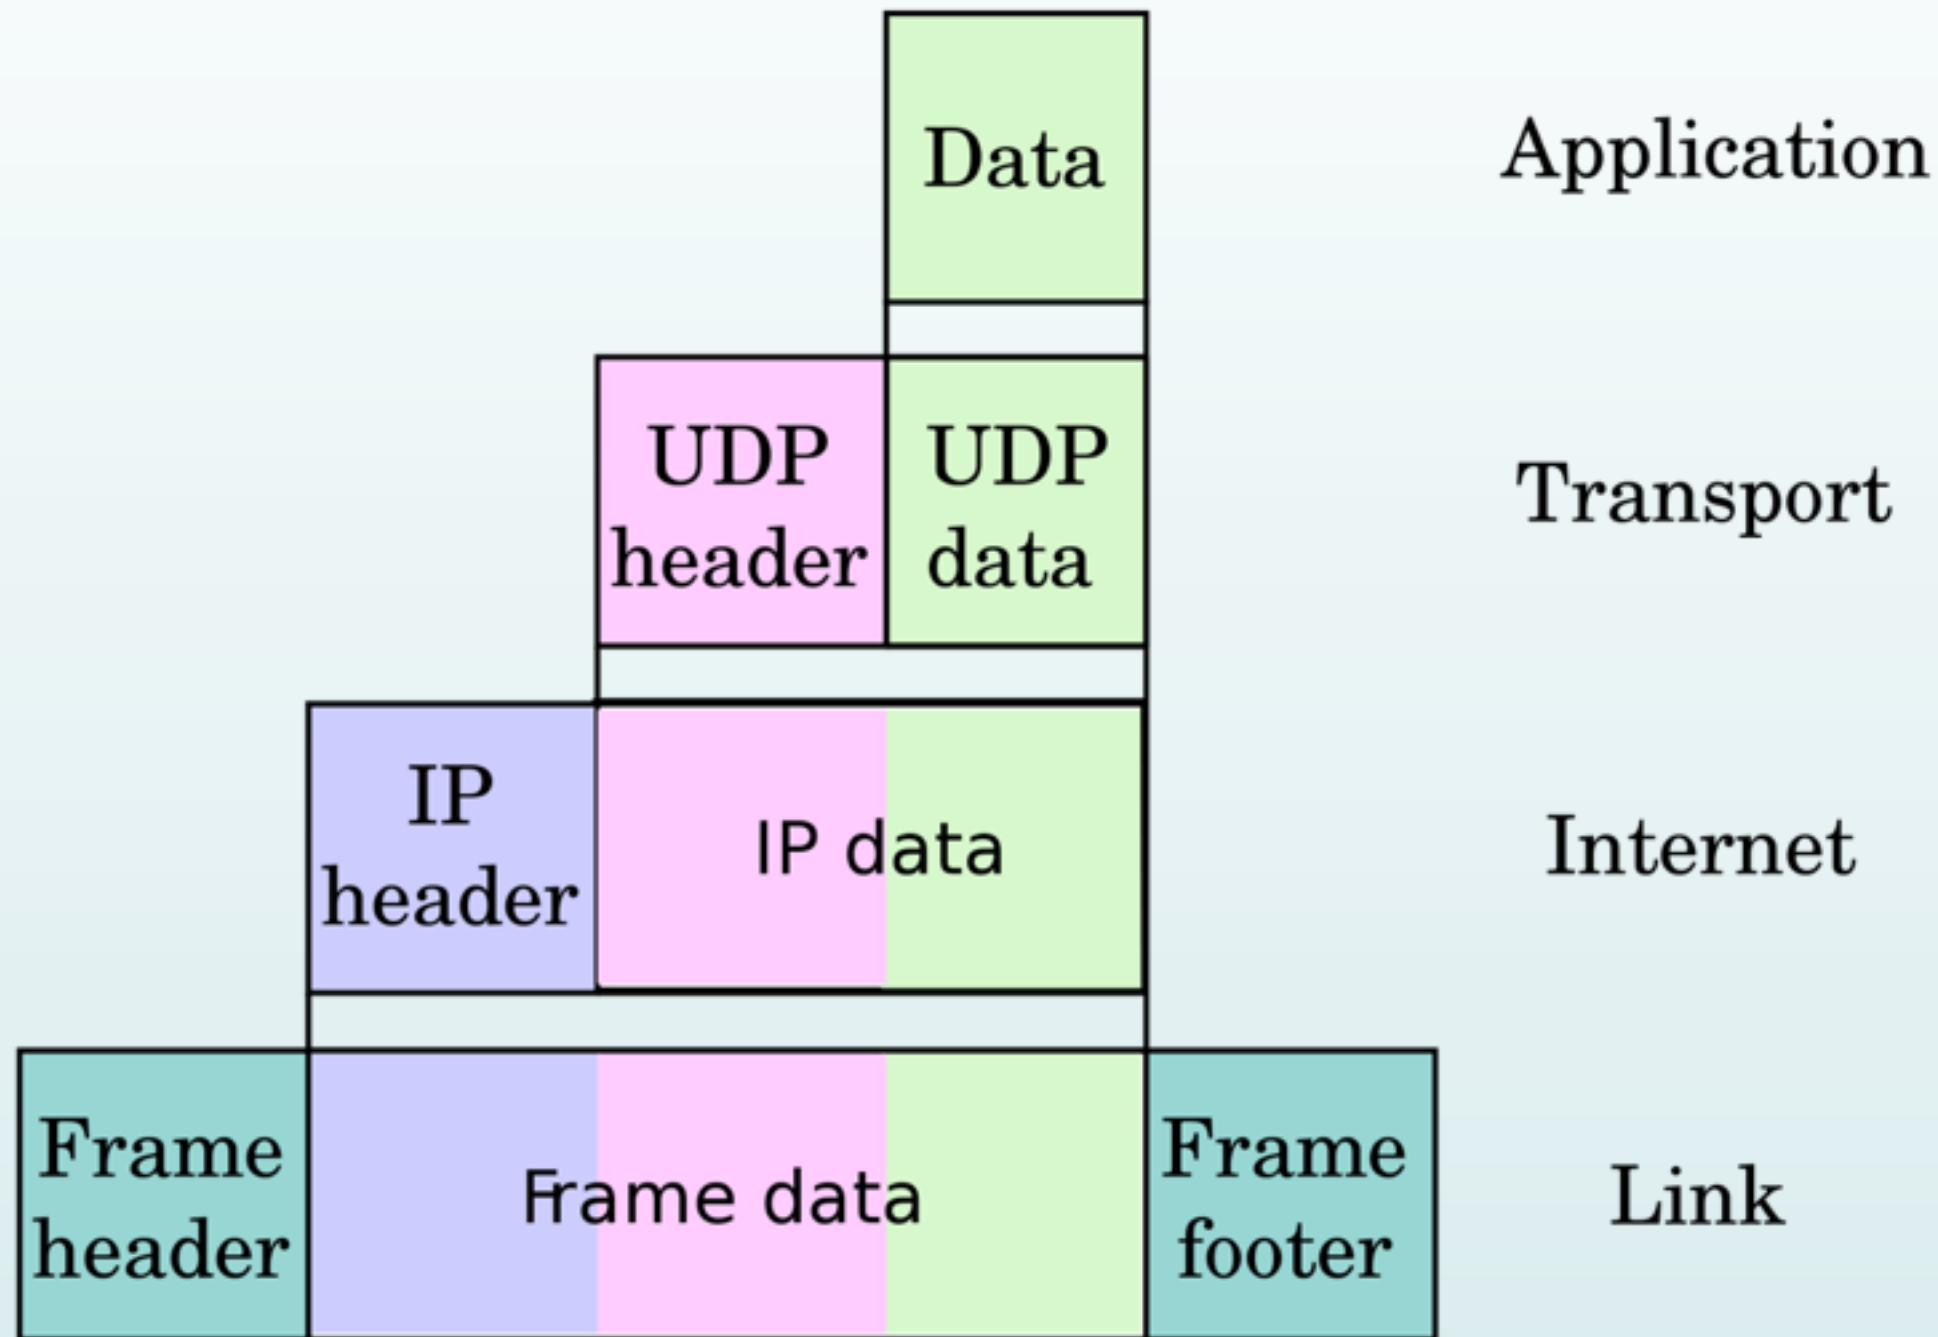 Data
Application
UDP
header
UDP
data
Transport
IP
header
IP data
Internet
Frame
header
Frame data
Frame
footer
Link